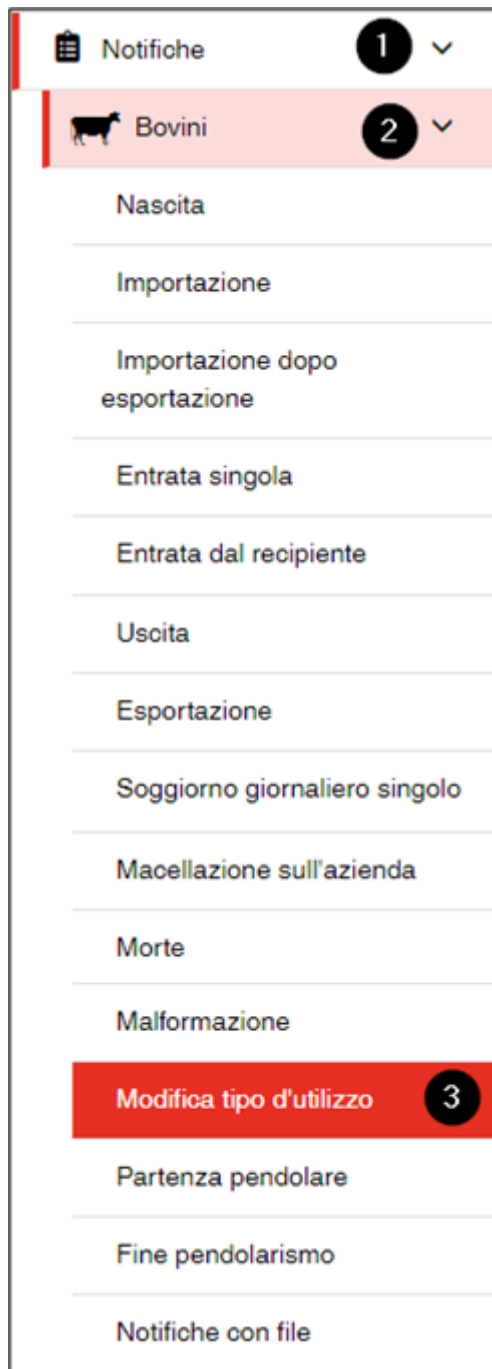 Notifiche 1
Bovini 2
Nascita
Importazione
Importazione dopo
esportazione
Entrata singola
Entrata dal recipiente
Uscita
Esportazione
Soggiorno giornaliero singolo
Macellazione sull'azienda
Morte
Malformazione
Modifica tipo d'utilizzo 3
Partenza pendolare
Fine pendolarismo
Notifiche con file